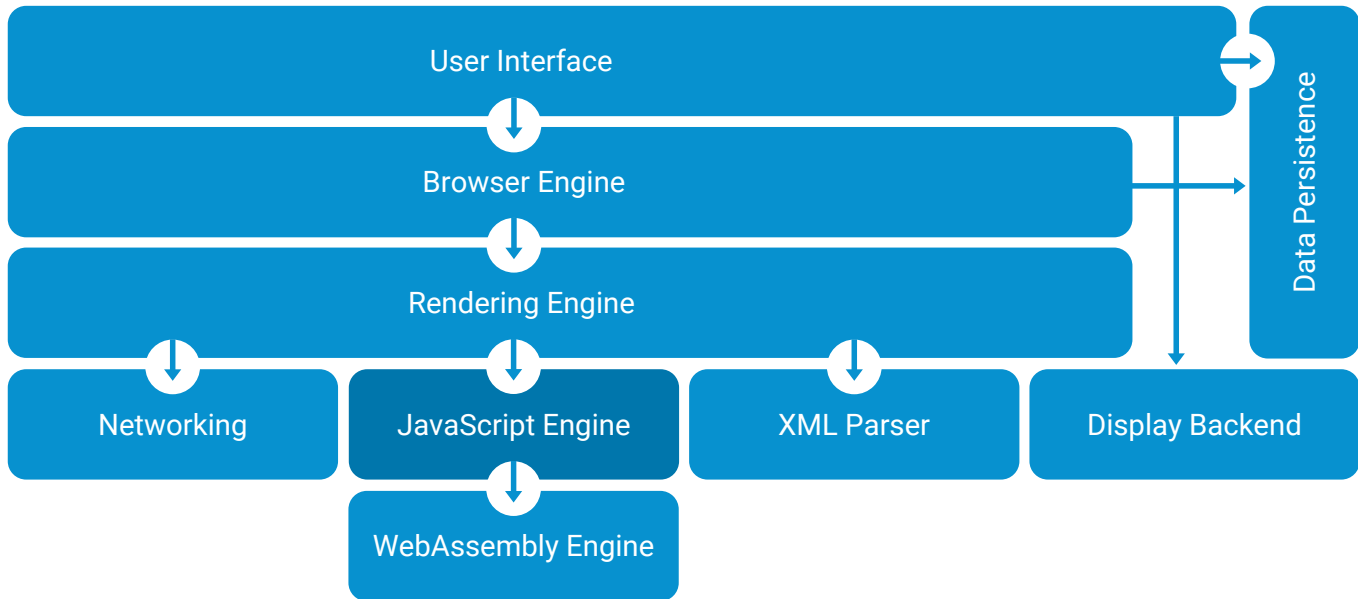 User Interface
Data Persistence
Browser Engine
Rendering Engine
Networking
JavaScript Engine
XML Parser
Display Backend
WebAssembly Engine